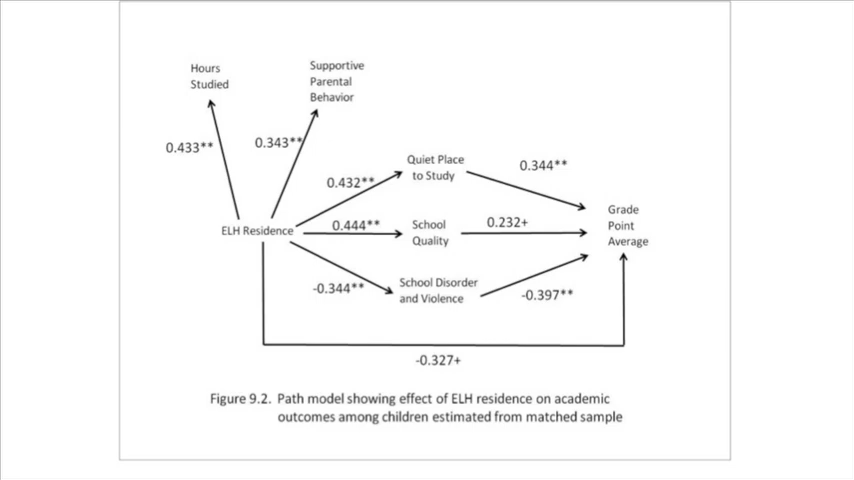 Hours
Studied
Supportive
Parental
Behavior
0.433**
0.343**
Quiet Place
to Study
0.344**
0.432**
Grade
Point
Average
ELH Residence
0.444**
School
Quality
0.232+
-0.344**
School Disorder
and Violence
-0.397**
-0.327+
Figure 9.2. Path model showing effect of ELH residence on academic
outcomes among children estimated from matched sample